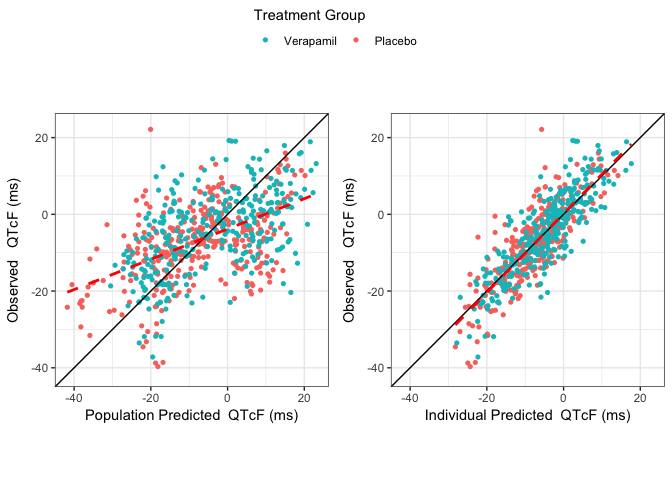 Treatment Group
Verapamil Placebo
20
0
-20
-40
Observed QTcF (ms)
-40 -20 0 20
Population Predicted QTcF (ms)
20
0
-20
-40
Observed QTcF (ms)
-40 -20 0 20
Individual Predicted QTcF (ms)